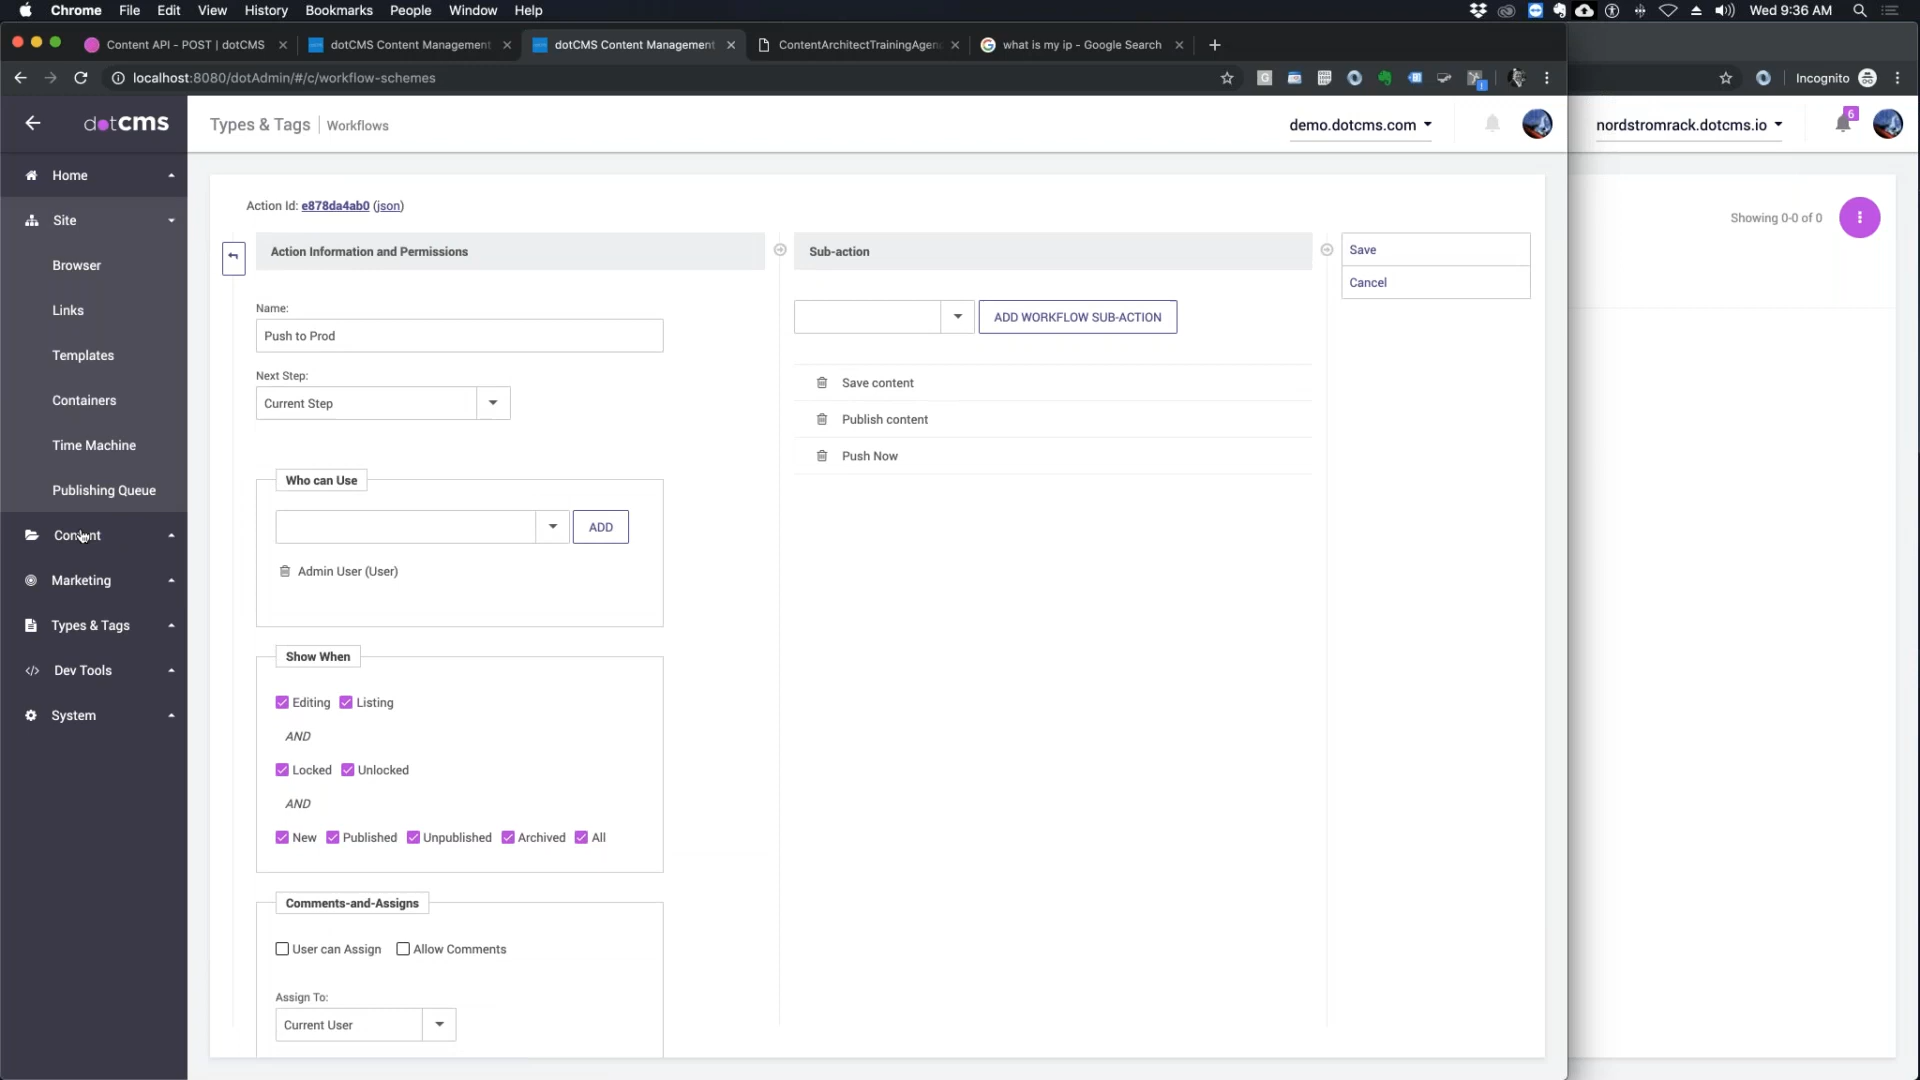 Chrome File Edit View History Bookmarks People Window Help
Wed 9:36 AM
Content API - POST | dotCMS
dotCMS Content Management
dotCMS Content Management
ContentArchitectTrainingAgen
what is my ip - Google Search
localhost:8080/dotAdmin/#/c/workflow-schemes
Incognito
dotCMS
Types & Tags | Workflows
demo.dotcms.com
nordstromrack.dotcms.io
6
Home
Site
Browser
Links
Templates
Containers
Time Machine
Publishing Queue
Content
Marketing
Types & Tags
Dev Tools
System
Action Id: e878da4ab0 (json)
Action Information and Permissions
Name:
Push to Prod
Next Step:
Current Step
Who can Use
ADD
Admin User (User)
Show When
Editing Listing
AND
Locked Unlocked
AND
New Published Unpublished Archived All
Comments-and-Assigns
User can Assign Allow Comments
Assign To:
Current User
Sub-action
ADD WORKFLOW SUB-ACTION
Save content
Publish content
Push Now
Save
Cancel
Showing 0-0 of 0